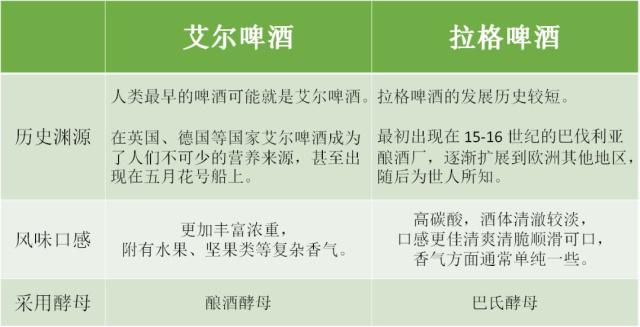 艾尔啤酒
拉格啤酒
历史渊源
人类最早的啤酒可能就是艾尔啤酒。
在英国、德国等国家艾尔啤酒成为
了人们不可少的营养来源，甚至出
现在五月花号船上。
拉格啤酒的发展历史较短。
最初出现在 15-16 世纪的巴伐利亚
酿酒厂，逐渐扩展到欧洲其他地区，
随后为世人所知。
风味口感
更加丰富浓重，
附有水果、坚果类等复杂香气。
高碳酸，酒体清澈较淡，
口感更佳清爽清脆顺滑可口，
香气方面通常单纯一些。
采用酵母
酿酒酵母
巴氏酵母